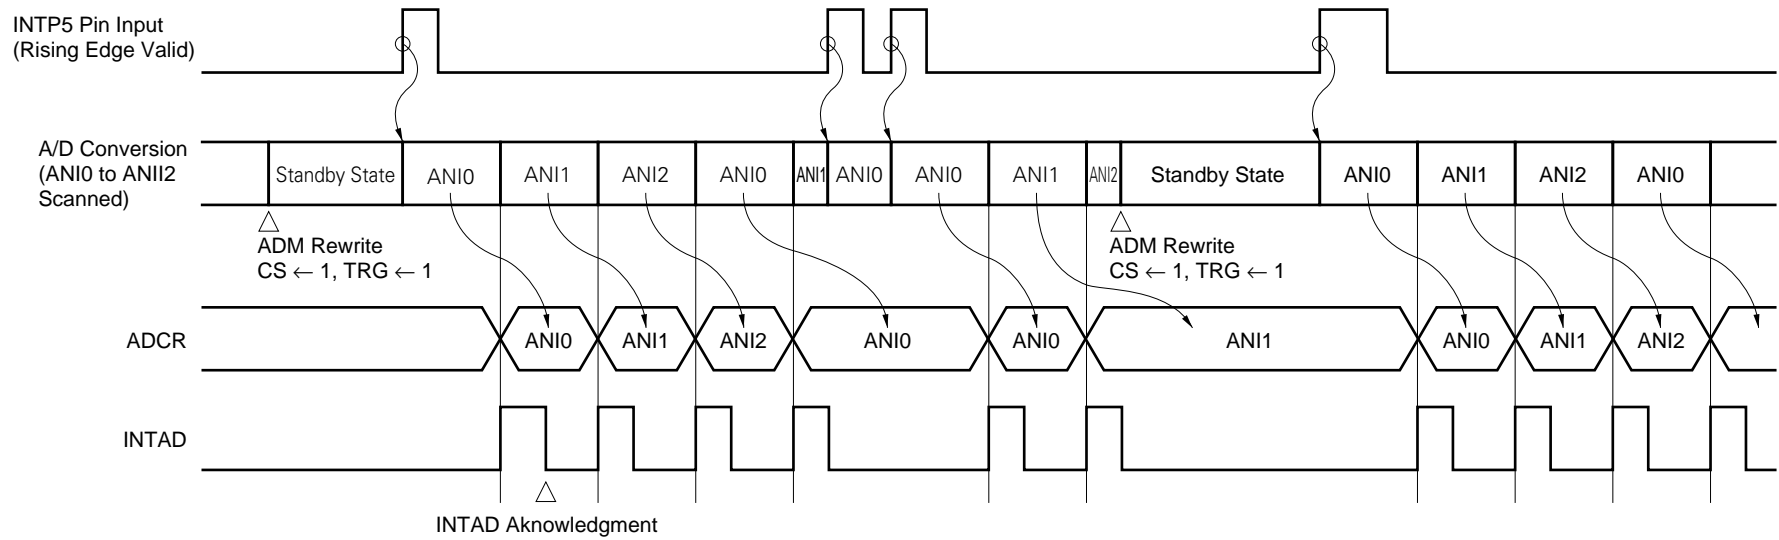 INTP5 Pin Input
(Rising Edge Valid)
A/D Conversion
(ANI0 to ANII2
Scanned)
Standby State
ANI0
ANI1
ANI2
ANI0
ANI1
ANI0
ANI0
ANI1
ANI2
Standby State
ANI0
ANI1
ANI2
ANI0
ADM Rewrite
CS ← 1, TRG ← 1
ADM Rewrite
CS ← 1, TRG ← 1
ADCR
ANI0
ANI1
ANI2
ANI0
ANI0
ANI1
ANI0
ANI1
ANI2
INTAD
INTAD Aknowledgment